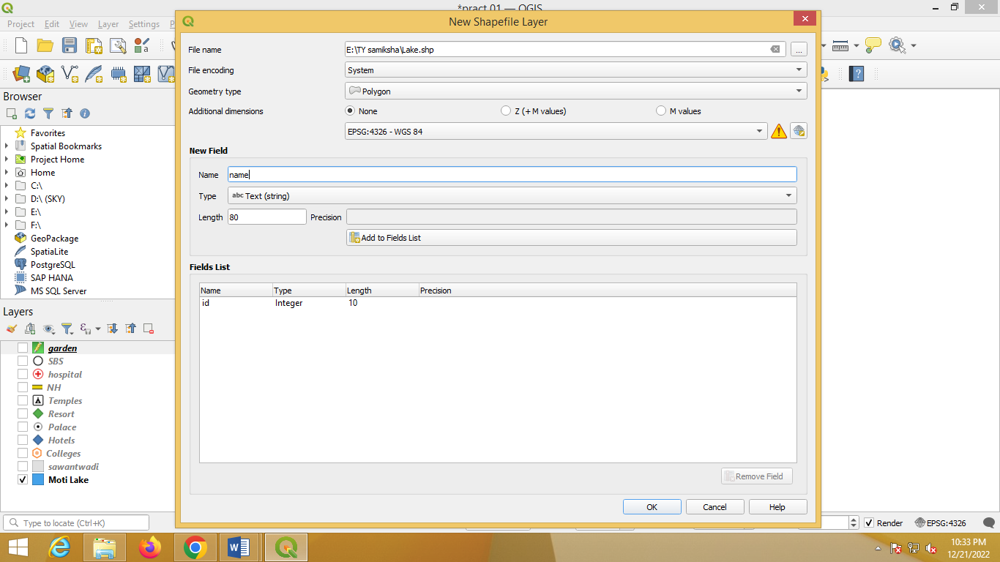 *pract 01 — QGIS
Project Edit View Layer Settings P
New Shapefile Layer
File name E:\TY samiksha\Lake.shp ...
File encoding System
Geometry type Polygon
Additional dimensions None Z (+ M values) M values
EPSG:4326 - WGS 84
New Field
Name name
Type abc Text (string)
Length 80 Precision
Add to Fields List
Fields List
Name Type Length Precision
id Integer 10
Remove Field
OK Cancel Help
Browser
Favorites
Spatial Bookmarks
Project Home
Home
C:\
D:\ (SKY)
E:\
F:\
GeoPackage
SpatiaLite
PostgreSQL
SAP HANA
MS SQL Server
Layers
garden
SBS
hospital
NH
Temples
Resort
Palace
Hotels
Colleges
sawantwadi
Moti Lake
Type to locate (Ctrl+K)
Render EPSG:4326
10:33 PM
12/21/2022